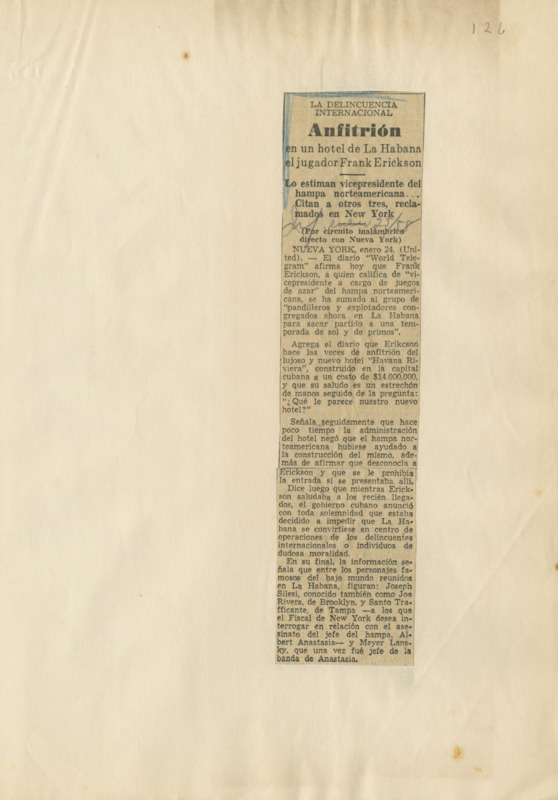 126
LA DELINCUENCIA
INTERNACIONAL
Anfitrión
en un hotel de La Habana
el jugador Frank Erickson
Lo estiman vicepresidente del
hampa norteamericana...
Citan a otros tres, recla-
mados en New York
enero 25/58
(Por circuito inalámbrico
directo con Nueva York)
NUEVA YORK, enero 24. (Uni-
ted). — El diario "World Tele-
gram" afirma hoy que Frank
Erickson, a quien califica de "vi-
cepresidente a cargo de juegos
de azar" del hampa norteameri-
cana, se ha sumado al grupo de
"pandilleros y explotadores con-
gregados ahora en La Habana
para sacar partido a una tem-
porada de sol y de primos".
Agrega el diario que Erikcson
hace las veces de anfitrión del
lujoso y nuevo hotel "Havana Ri-
viera", construido en la capital
cubana a un costo de $14.000,000,
y que su saludo es un estrechón
de manos seguido de la pregunta:
"¿Qué le parece nuestro nuevo
hotel?"
Señala seguidamente que hace
poco tiempo la administración
del hotel negó que el hampa nor-
teamericana hubiese ayudado a
la construcción del mismo, ade-
más de afirmar que desconocía a
Erickson y que se le prohibía
la entrada si se presentaba allí.
Dice luego que mientras Erick-
son saludaba a los recién llega-
dos, el gobierno cubano anunció
con toda solemnidad que estaba
decidido a impedir que La Ha-
bana se convirtiese en centro de
operaciones de los delincuentes
internacionales o individuos de
dudosa moralidad.
En su final, la información se-
ñala que entre los personajes fa-
mosos del bajo mundo reunidos
en La Habana, figuran: Joseph
Silesi, conocido también como Joe
Rivers, de Brooklyn, y Santo Tra-
fficante, de Tampa —a los que
el Fiscal de New York desea in-
terrogar en relación con el ase-
sinato del jefe del hampa, Al-
bert Anastasia— y Meyer Lans-
ky, que una vez fué jefe de la
banda de Anastasia.